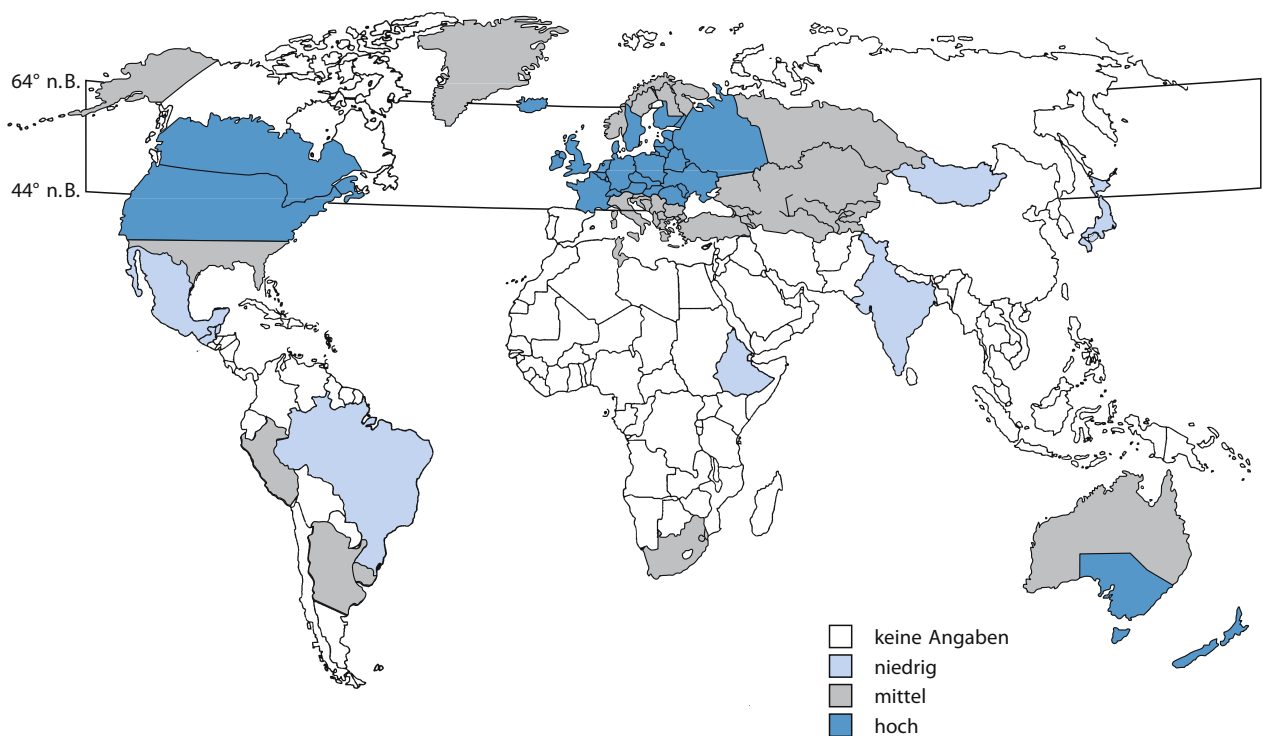 64° n.B.
44° n.B.
keine Angaben
niedrig
mittel
hoch